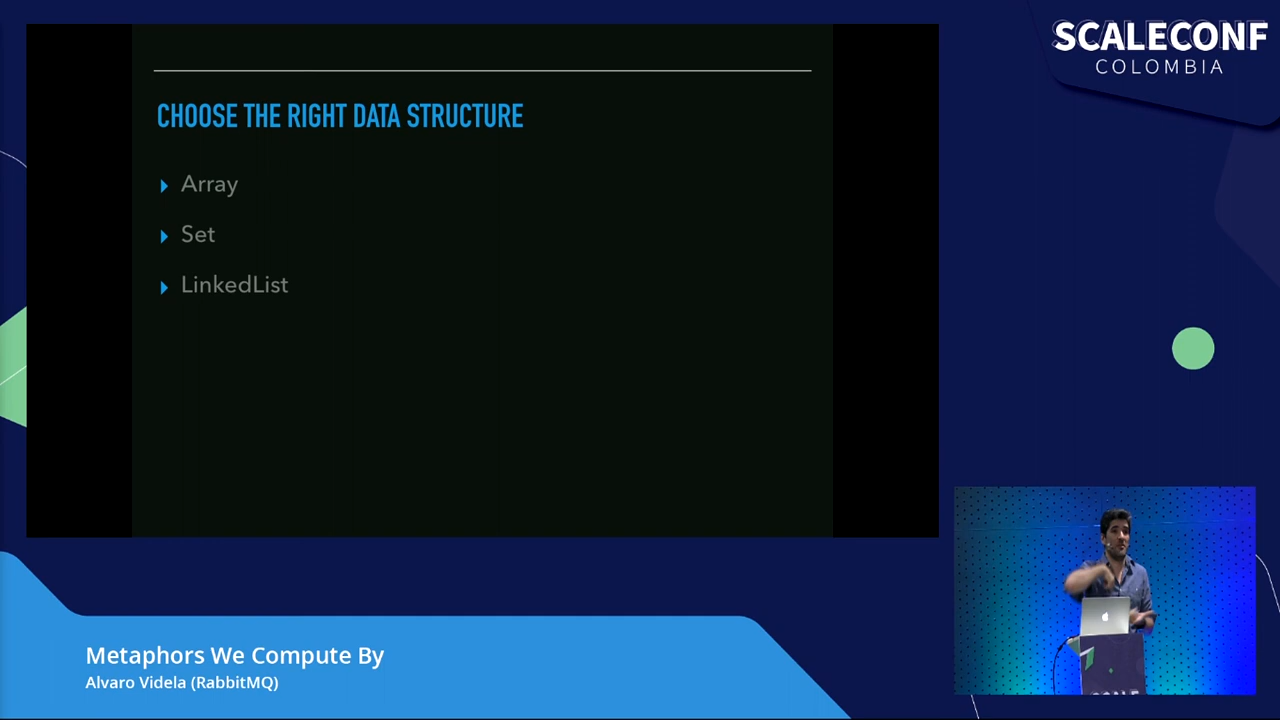 SCALECONF
COLOMBIA
CHOOSE THE RIGHT DATA STRUCTURE
Array
Set
LinkedList
Metaphors We Compute By
Alvaro Videla (RabbitMQ)